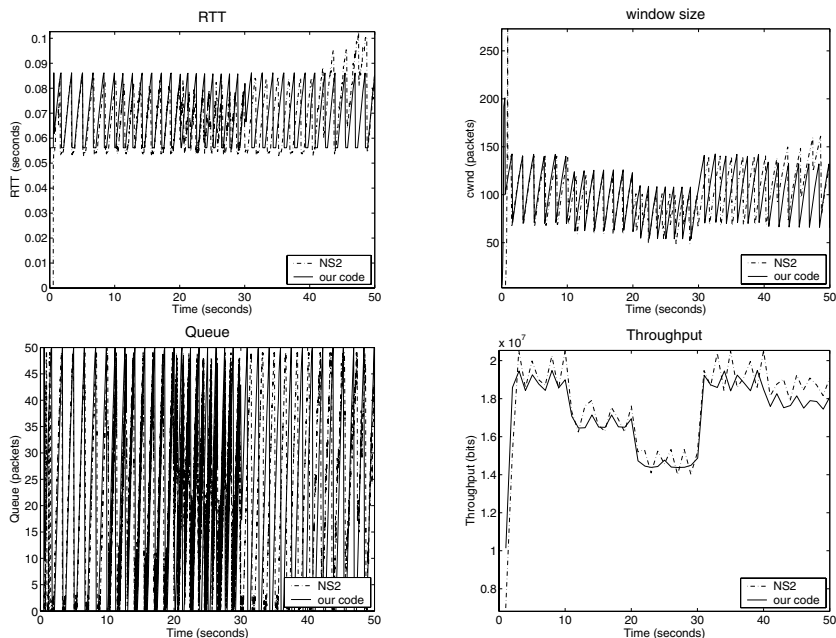 RTT
0.1
0.09
0.08
0.07
0.06
0.05
0.04
0.03
0.02
0.01
0
RTT (seconds)
0 10 20 30 40 50
Time (seconds)
NS2
our code
window size
250
200
150
100
50
cwnd (packets)
0 10 20 30 40 50
Time (seconds)
NS2
our code
Queue
50
45
40
35
30
25
20
15
10
5
0
Queue (packets)
0 10 20 30 40 50
Time (seconds)
NS2
our code
Throughput
x 10^7
2
1.8
1.6
1.4
1.2
1
0.8
Throughput (bits)
0 10 20 30 40 50
Time (seconds)
NS2
our code